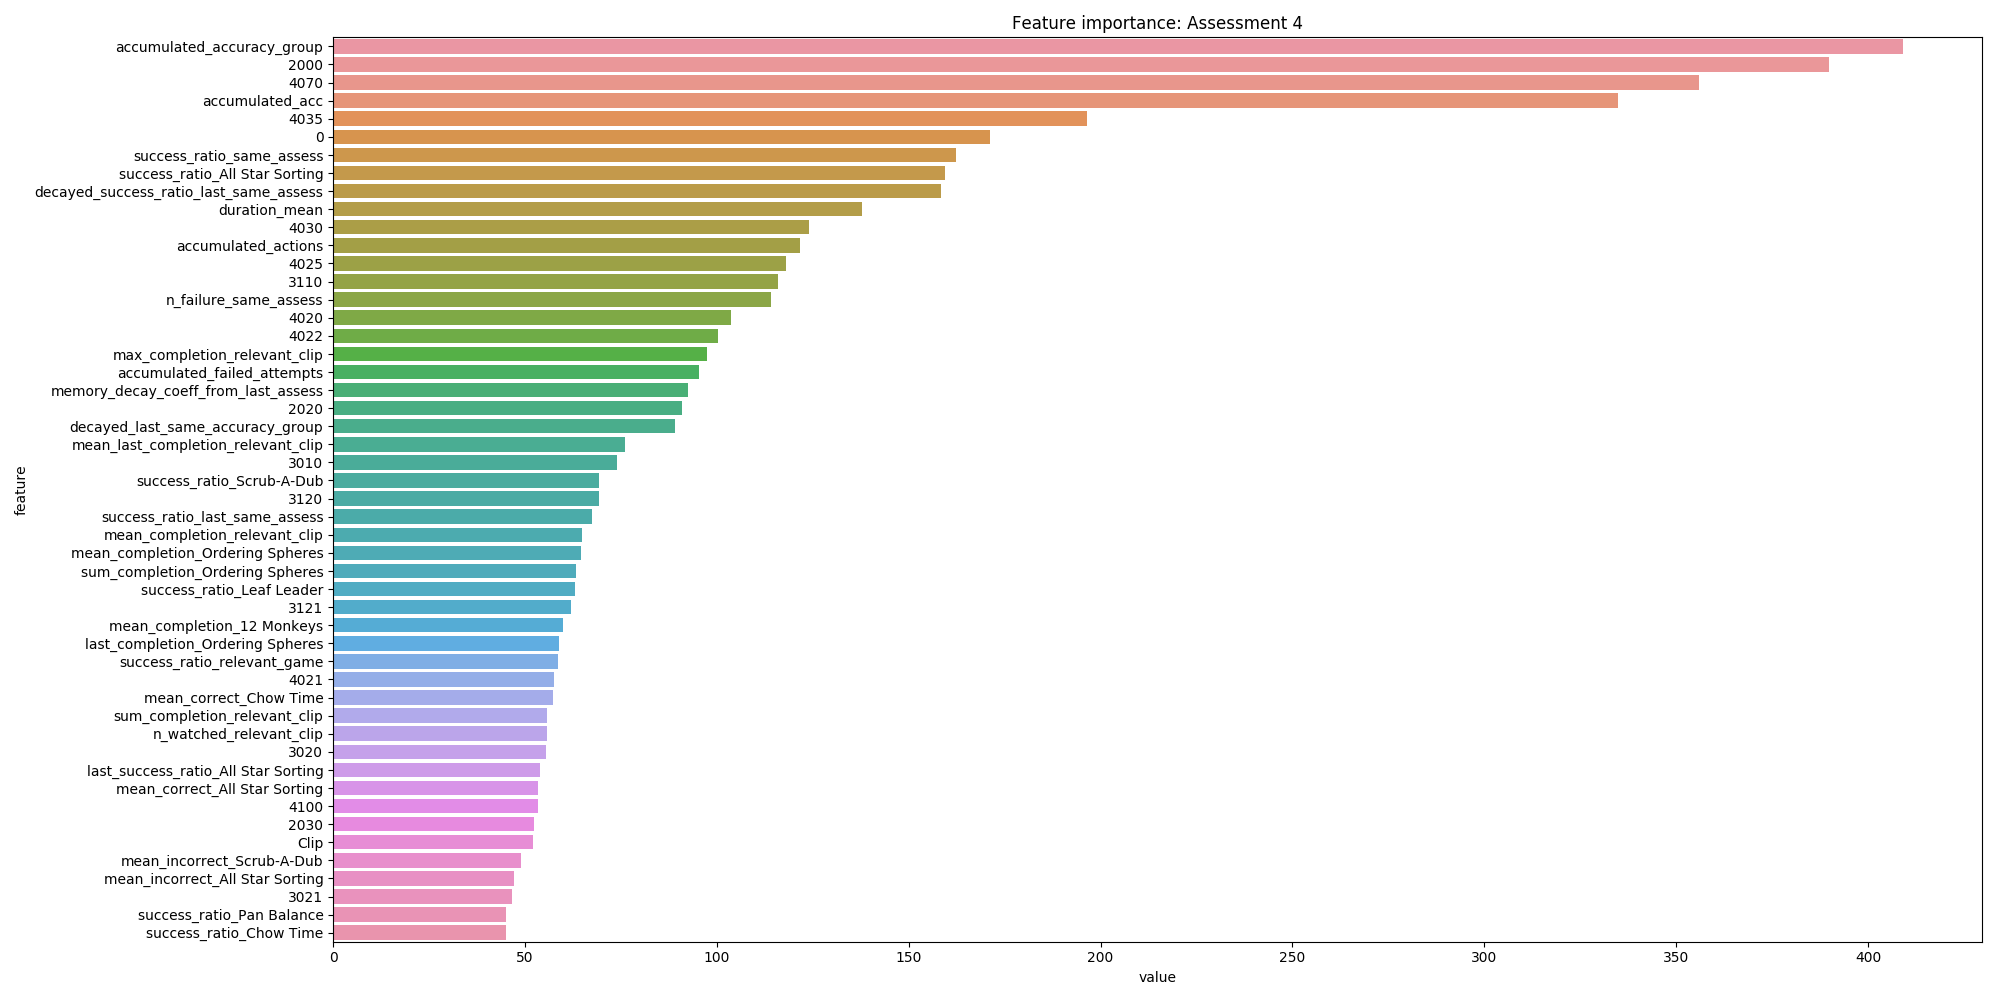 Feature importance: Assessment 4
accumulated_accuracy_group
2000
4070
accumulated_acc
4035
0
success_ratio_same_assess
success_ratio_All Star Sorting
decayed_success_ratio_last_same_assess
duration_mean
4030
accumulated_actions
4025
3110
n_failure_same_assess
4020
4022
max_completion_relevant_clip
accumulated_failed_attempts
memory_decay_coeff_from_last_assess
2020
decayed_last_same_accuracy_group
mean_last_completion_relevant_clip
3010
success_ratio_Scrub-A-Dub
3120
success_ratio_last_same_assess
mean_completion_relevant_clip
mean_completion_Ordering Spheres
sum_completion_Ordering Spheres
success_ratio_Leaf Leader
3121
mean_completion_12 Monkeys
last_completion_Ordering Spheres
success_ratio_relevant_game
4021
mean_correct_Chow Time
sum_completion_relevant_clip
n_watched_relevant_clip
3020
last_success_ratio_All Star Sorting
mean_correct_All Star Sorting
4100
2030
Clip
mean_incorrect_Scrub-A-Dub
mean_incorrect_All Star Sorting
3021
success_ratio_Pan Balance
success_ratio_Chow Time
feature
0 50 100 150 200 250 300 350 400
value